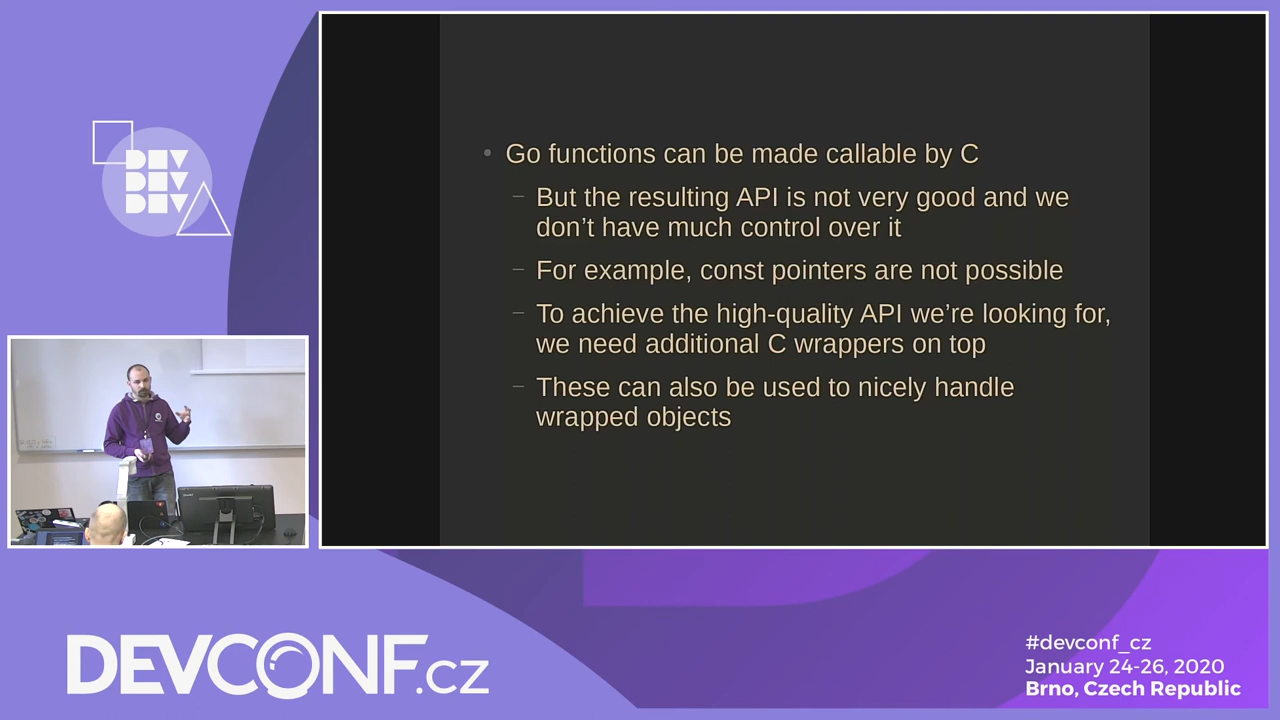 DEV
DEV
DEV
• Go functions can be made callable by C
– But the resulting API is not very good and we
don’t have much control over it
– For example, const pointers are not possible
– To achieve the high-quality API we’re looking for,
we need additional C wrappers on top
– These can also be used to nicely handle
wrapped objects
DEVCONF.cz
#devconf_cz
January 24-26, 2020
Brno, Czech Republic